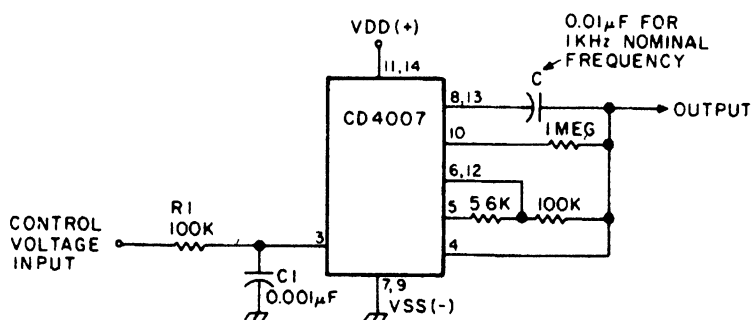 0.01µF FOR
1KHz NOMINAL
FREQUENCY
VDD(+)
11,14
C
8,13
OUTPUT
CD4007
10
1MEG
6,12
5
56K
100K
R1
100K
CONTROL
VOLTAGE
INPUT
3
4
C1
0.001µF
7,9
VSS(-)